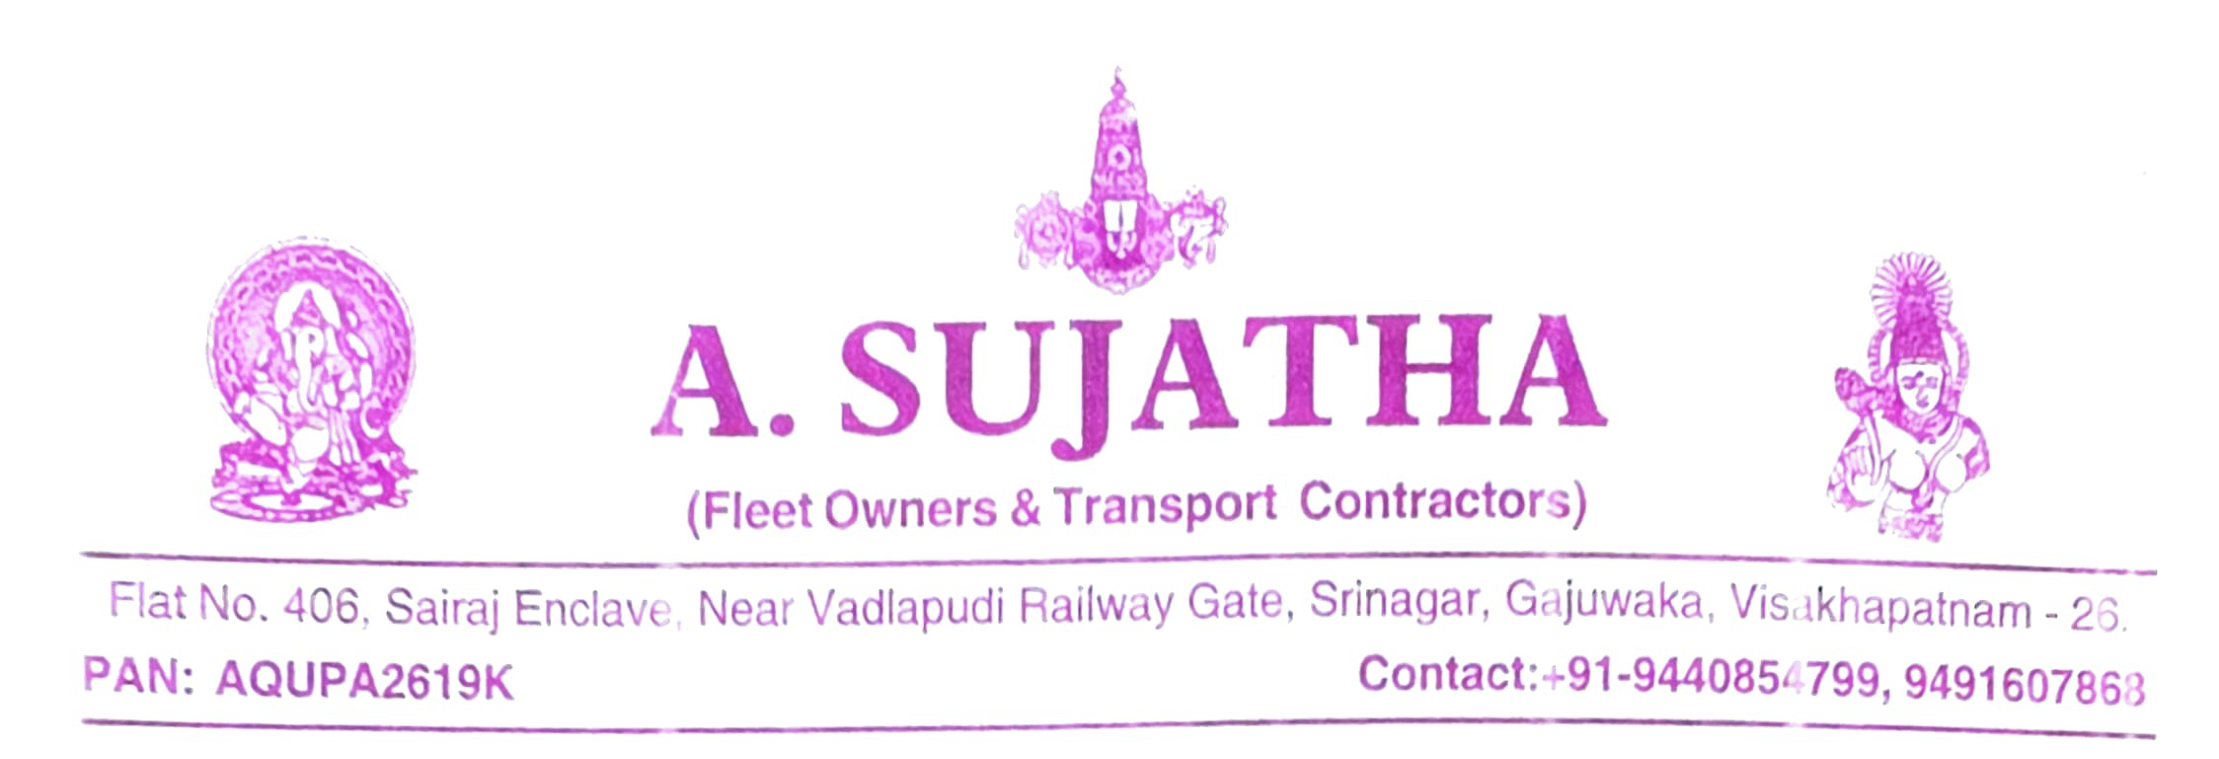 A. SUJATHA
(Fleet Owners & Transport Contractors)
Flat No. 406, Sairaj Enclave, Near Vadlapudi Railway Gate, Srinagar, Gajuwaka, Visakhapatnam - 26.
PAN: AQUPA2619K Contact:+91-9440854799, 9491607868